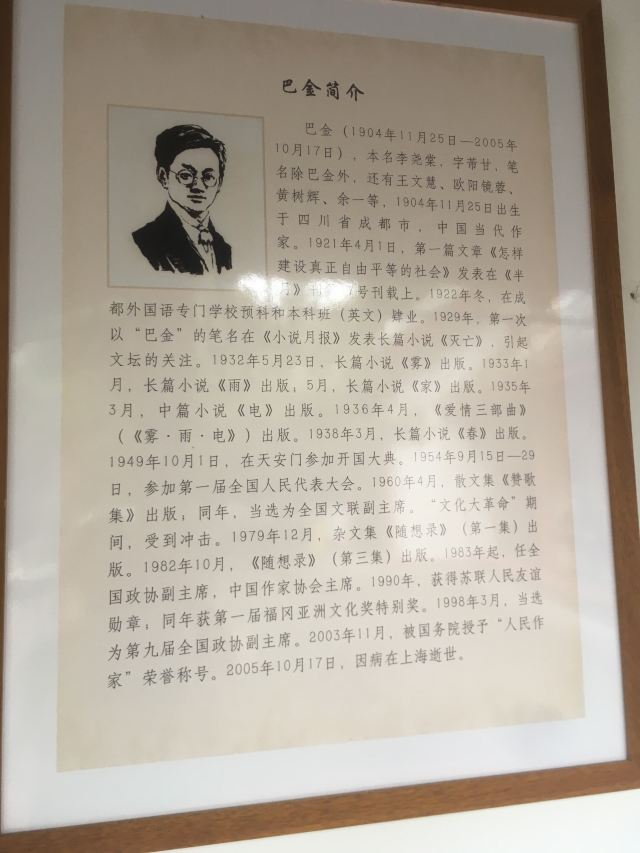 巴金简介
巴金（1904年11月25日—2005年
10月17日），本名李尧棠，字芾甘，笔
名除巴金外，还有王文慧、欧阳镜蓉、
黄树辉、余一等，1904年11月25日出生
于四川省成都市，中国当代作
家。1921年4月1日，第一篇文章《怎样
建设真正自由平等的社会》发表在《半
号刊载上。1922年冬，在成
都外国语专门学校预科和本科班（英文）肄业。1929年，第一次
以“巴金”的笔名在《小说月报》发表长篇小说《灭亡》，引起
文坛的关注。1932年5月23日，长篇小说《雾》出版。1933年1
月，长篇小说《雨》出版；5月，长篇小说《家》出版。1935年
3月，中篇小说《电》出版。1936年4月，《爱情三部曲》
（《雾·雨·电》）出版。1938年3月，长篇小说《春》出版。
1949年10月1日，在天安门参加开国大典。1954年9月15日—29
日，参加第一届全国人民代表大会。1960年4月，散文集《赞歌
集》出版；同年，当选为全国文联副主席。“文化大革命”期
间，受到冲击。1979年12月，杂文集《随想录》（第一集）出
版。1982年10月，《随想录》（第三集）出版。1983年起，任全
国政协副主席，中国作家协会主席。1990年，获得苏联人民友谊
勋章；同年获第一届福冈亚洲文化奖特别奖。1998年3月，当选
为第九届全国政协副主席。2003年11月，被国务院授予“人民作
家”荣誉称号。2005年10月17日，因病在上海逝世。